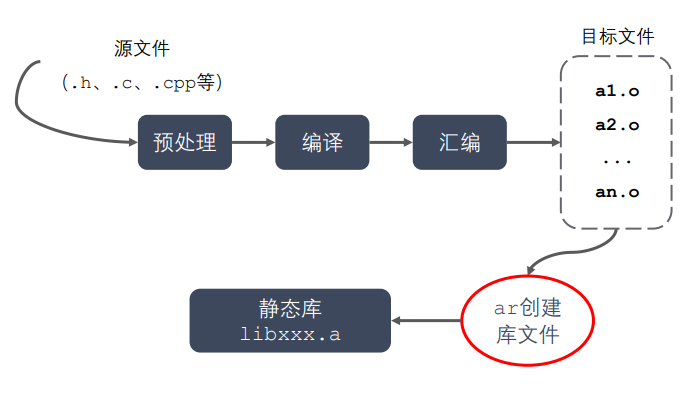 源文件
（.h、.c、.cpp等）
预处理
编译
汇编
目标文件
a1.o
a2.o
...
an.o
ar创建
库文件
静态库
libxxx.a